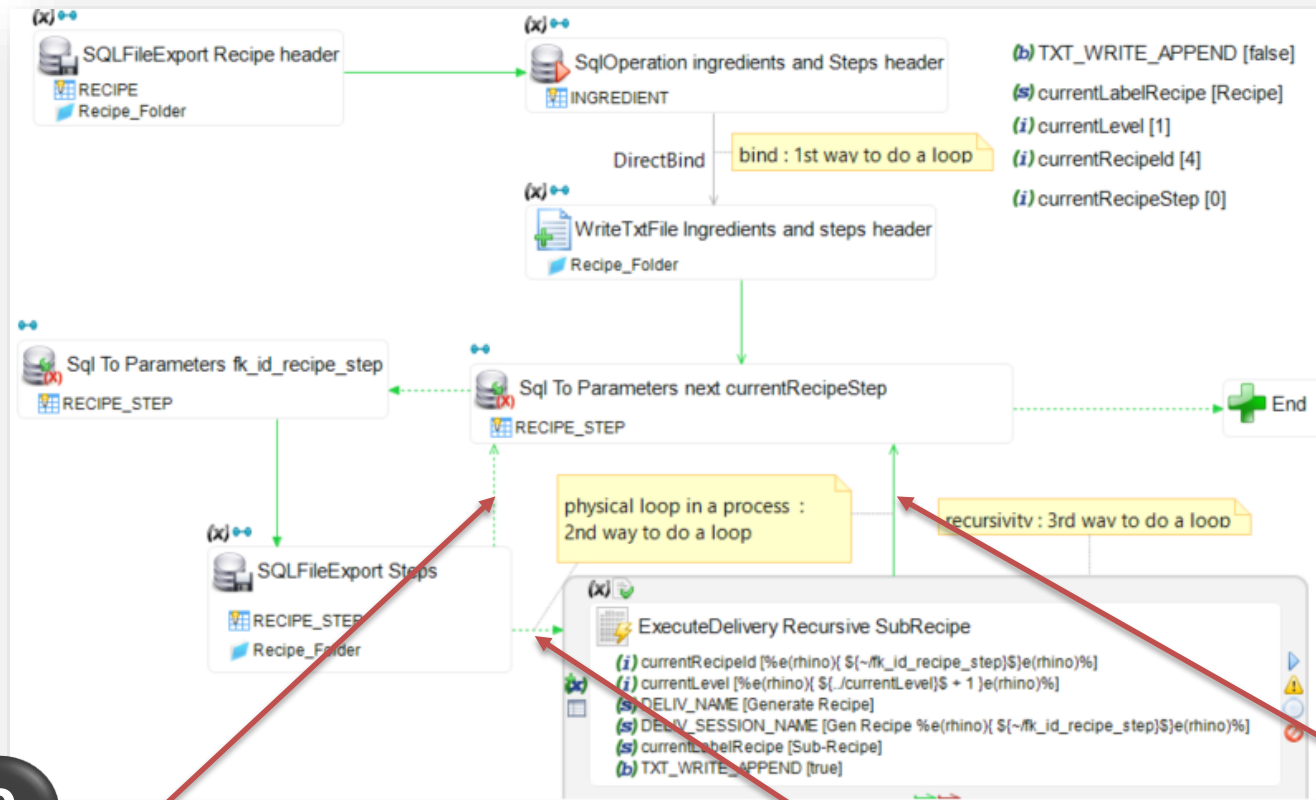 (x)
SQLFileExport Recipe header
RECIPE
Recipe_Folder
(x)
SqlOperation ingredients and Steps header
INGREDIENT
(b) TXT_WRITE_APPEND [false]
(s) currentLabelRecipe [Recipe]
(i) currentLevel [1]
(i) currentRecipeId [4]
(i) currentRecipeStep [0]
DirectBind
bind : 1st way to do a loop
(x)
WriteTxtFile Ingredients and steps header
Recipe_Folder
Sql To Parameters fk_id_recipe_step
RECIPE_STEP
Sql To Parameters next currentRecipeStep
RECIPE_STEP
End
physical loop in a process :
2nd way to do a loop
recursivity : 3rd way to do a loop
(x)
SQLFileExport Steps
RECIPE_STEP
Recipe_Folder
(x)
ExecuteDelivery Recursive SubRecipe
(i) currentRecipeId [%e(rhino){ ${~/fk_id_recipe_step}$}e(rhino)%]
(i) currentLevel [%e(rhino){ ${../currentLevel}$ + 1 }e(rhino)%]
(s) DELIV_NAME [Generate Recipe]
(s) DELIV_SESSION_NAME [Gen Recipe %e(rhino){ ${~/fk_id_recipe_step}$}e(rhino)%]
(s) currentLabelRecipe [Sub-Recipe]
(b) TXT_WRITE_APPEND [true]